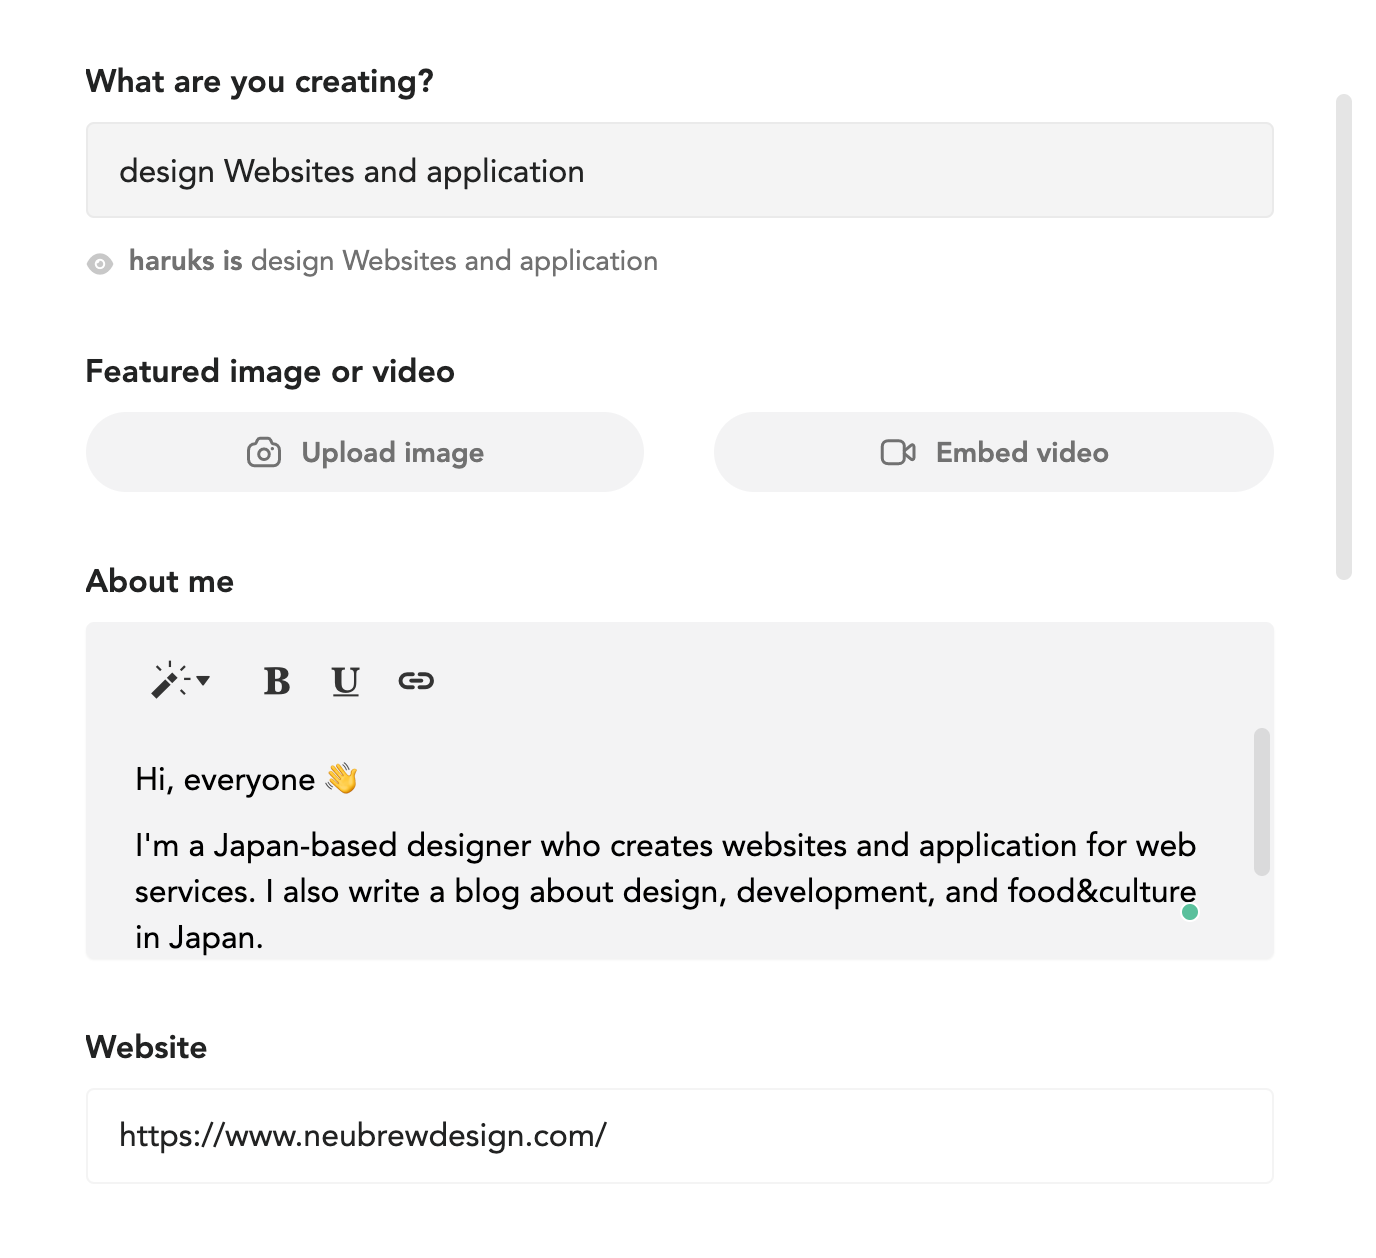 What are you creating?
design Websites and application
haruks is design Websites and application
Featured image or video
Upload image
Embed video
About me
B U
Hi, everyone 👋
I'm a Japan-based designer who creates websites and application for web
services. I also write a blog about design, development, and food&culture
in Japan.
Website
https://www.neubrewdesign.com/